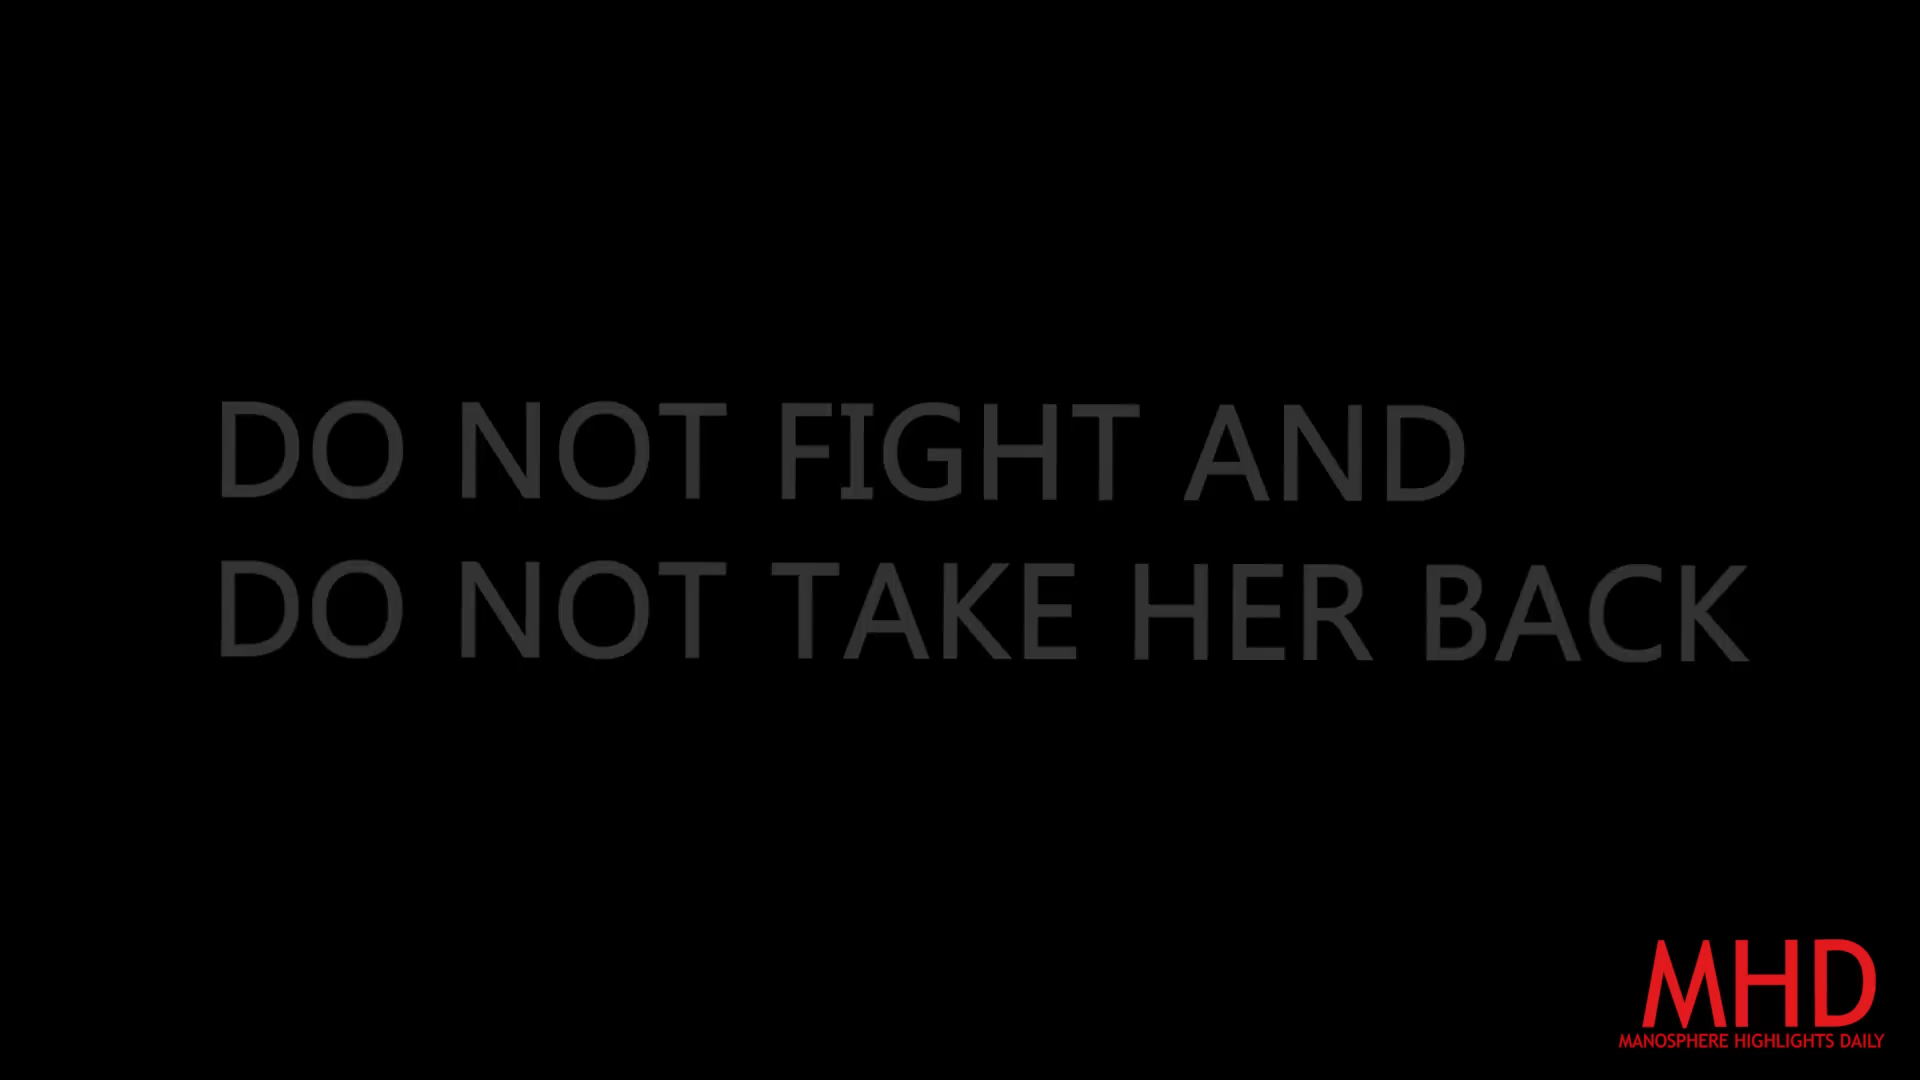 DO NOT FIGHT AND
DO NOT TAKE HER BACK
MHD
MANOSPHERE HIGHLIGHTS DAILY